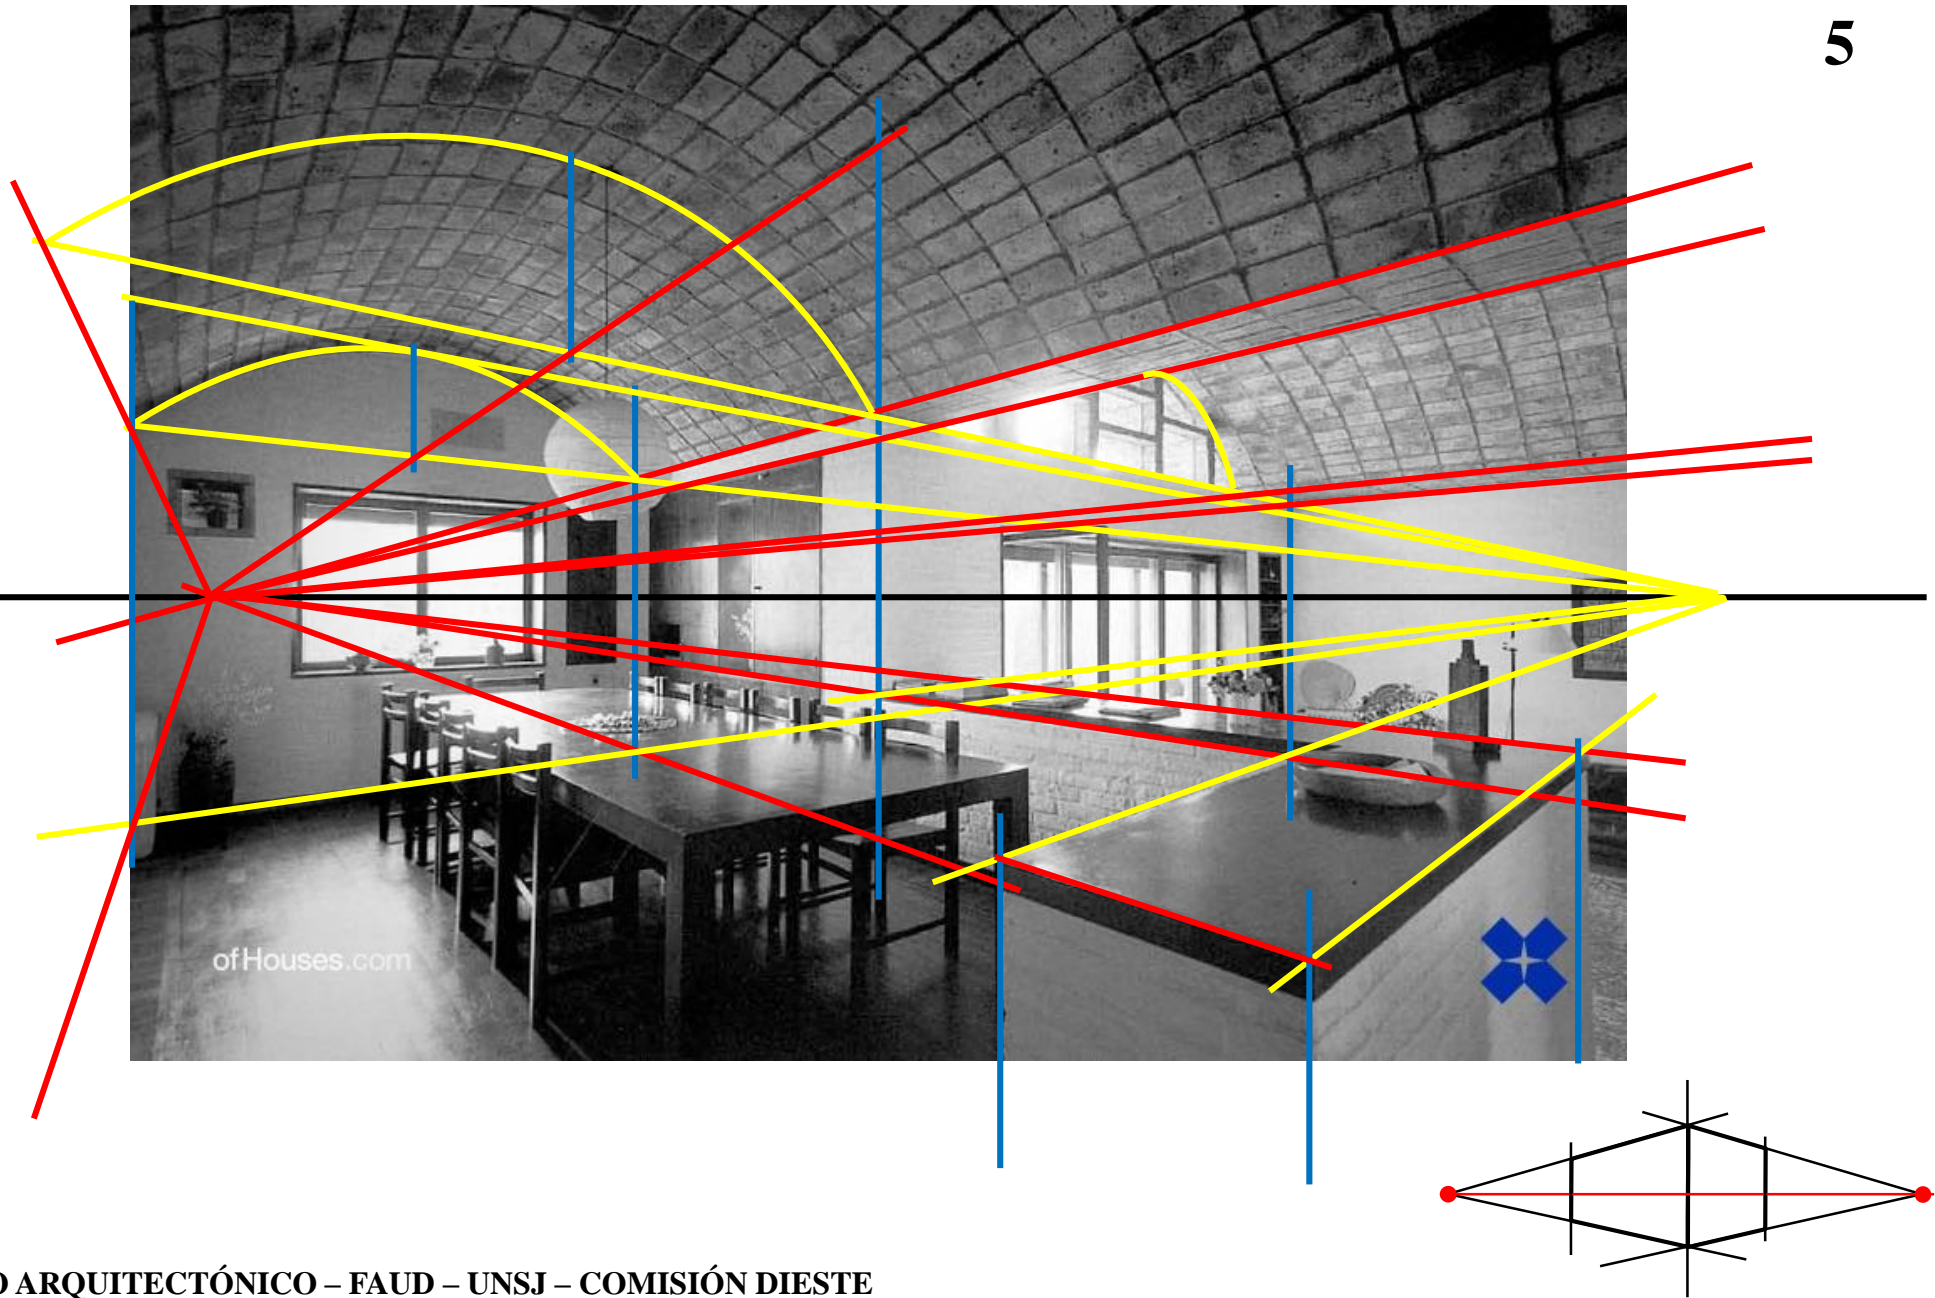 5
ofHouses.com
ARQUITECTÓNICO – FAUD – UNSJ – COMISIÓN DIESTE